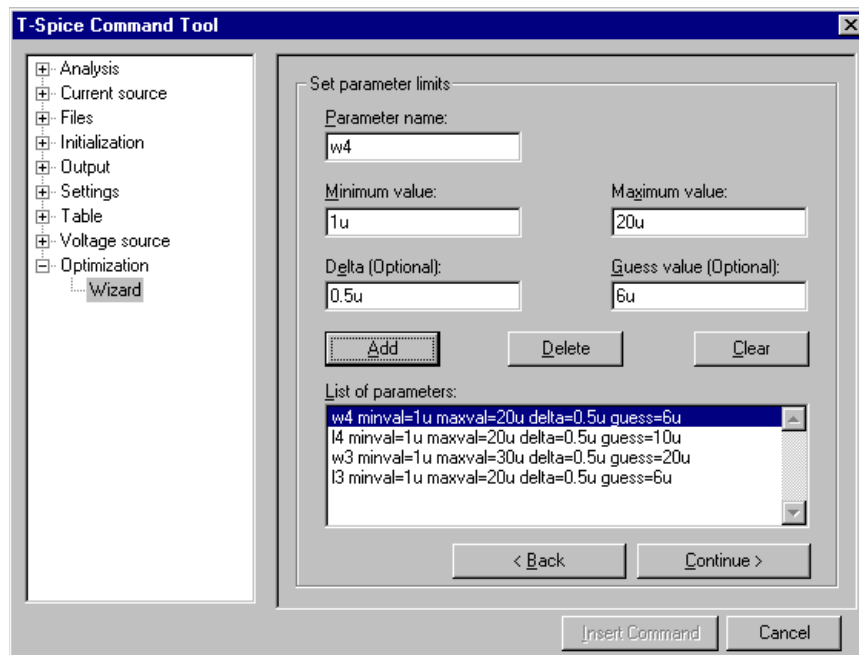 T-Spice Command Tool
Analysis
Current source
Files
Initialization
Output
Settings
Table
Voltage source
Optimization
Wizard
Set parameter limits
Parameter name:
w4
Minimum value:
Maximum value:
1u
20u
Delta (Optional):
Guess value (Optional):
0.5u
6u
Add
Delete
Clear
List of parameters:
w4 minval=1u maxval=20u delta=0.5u guess=6u
l4 minval=1u maxval=20u delta=0.5u guess=10u
w3 minval=1u maxval=30u delta=0.5u guess=20u
l3 minval=1u maxval=20u delta=0.5u guess=6u
< Back
Continue >
Insert Command
Cancel